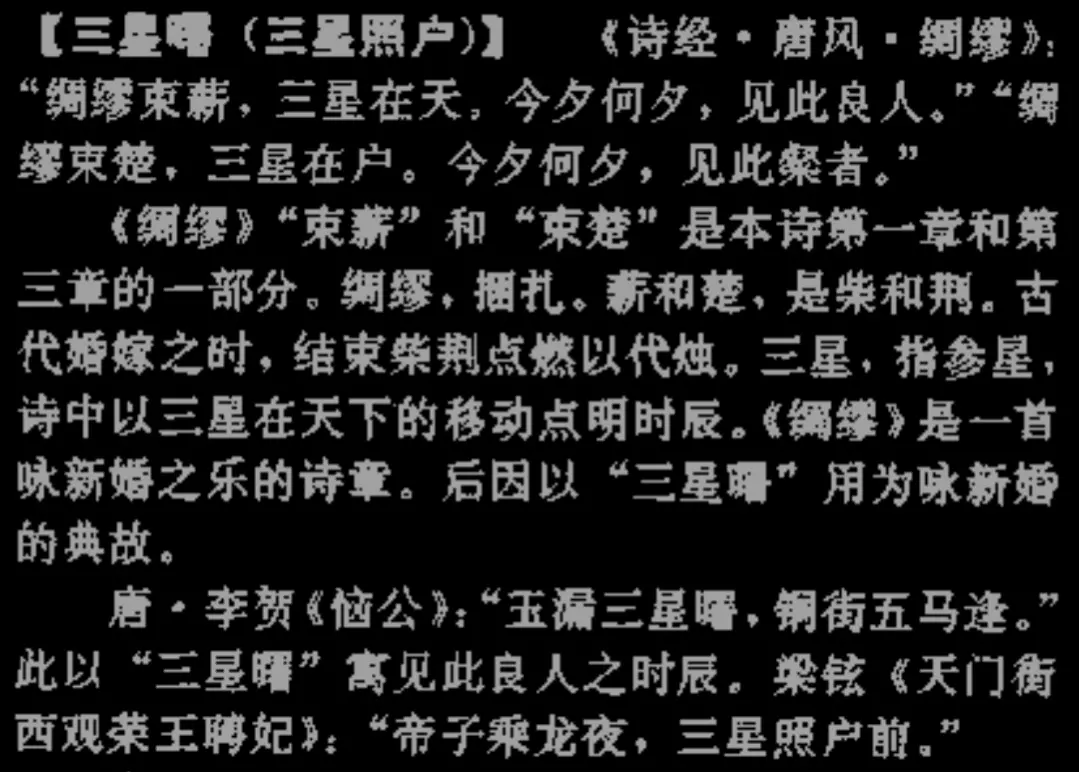 【三星曙（三星照户）】　《诗经·唐风·绸缪》：
“绸缪束薪，三星在天。今夕何夕，见此良人。”“绸
缪束楚，三星在户。今夕何夕，见此粲者。”
《绸缪》“束薪”和“束楚”是本诗第一章和第
三章的一部分。绸缪，捆扎。薪和楚，是柴和荆。古
代婚嫁之时，结束柴荆点燃以代烛。三星，指参星，
诗中以三星在天下的移动点明时辰。《绸缪》是一首
咏新婚之乐的诗章。后因以“三星曙”用为咏新婚
的典故。
唐·李贺《恼公》：“玉漏三星曙，铜街五马逢。”
此以“三星曙”寓见此良人之时辰。梁铉《天门街
西观荣王聘妃》：“帝子乘龙夜，三星照户前。”